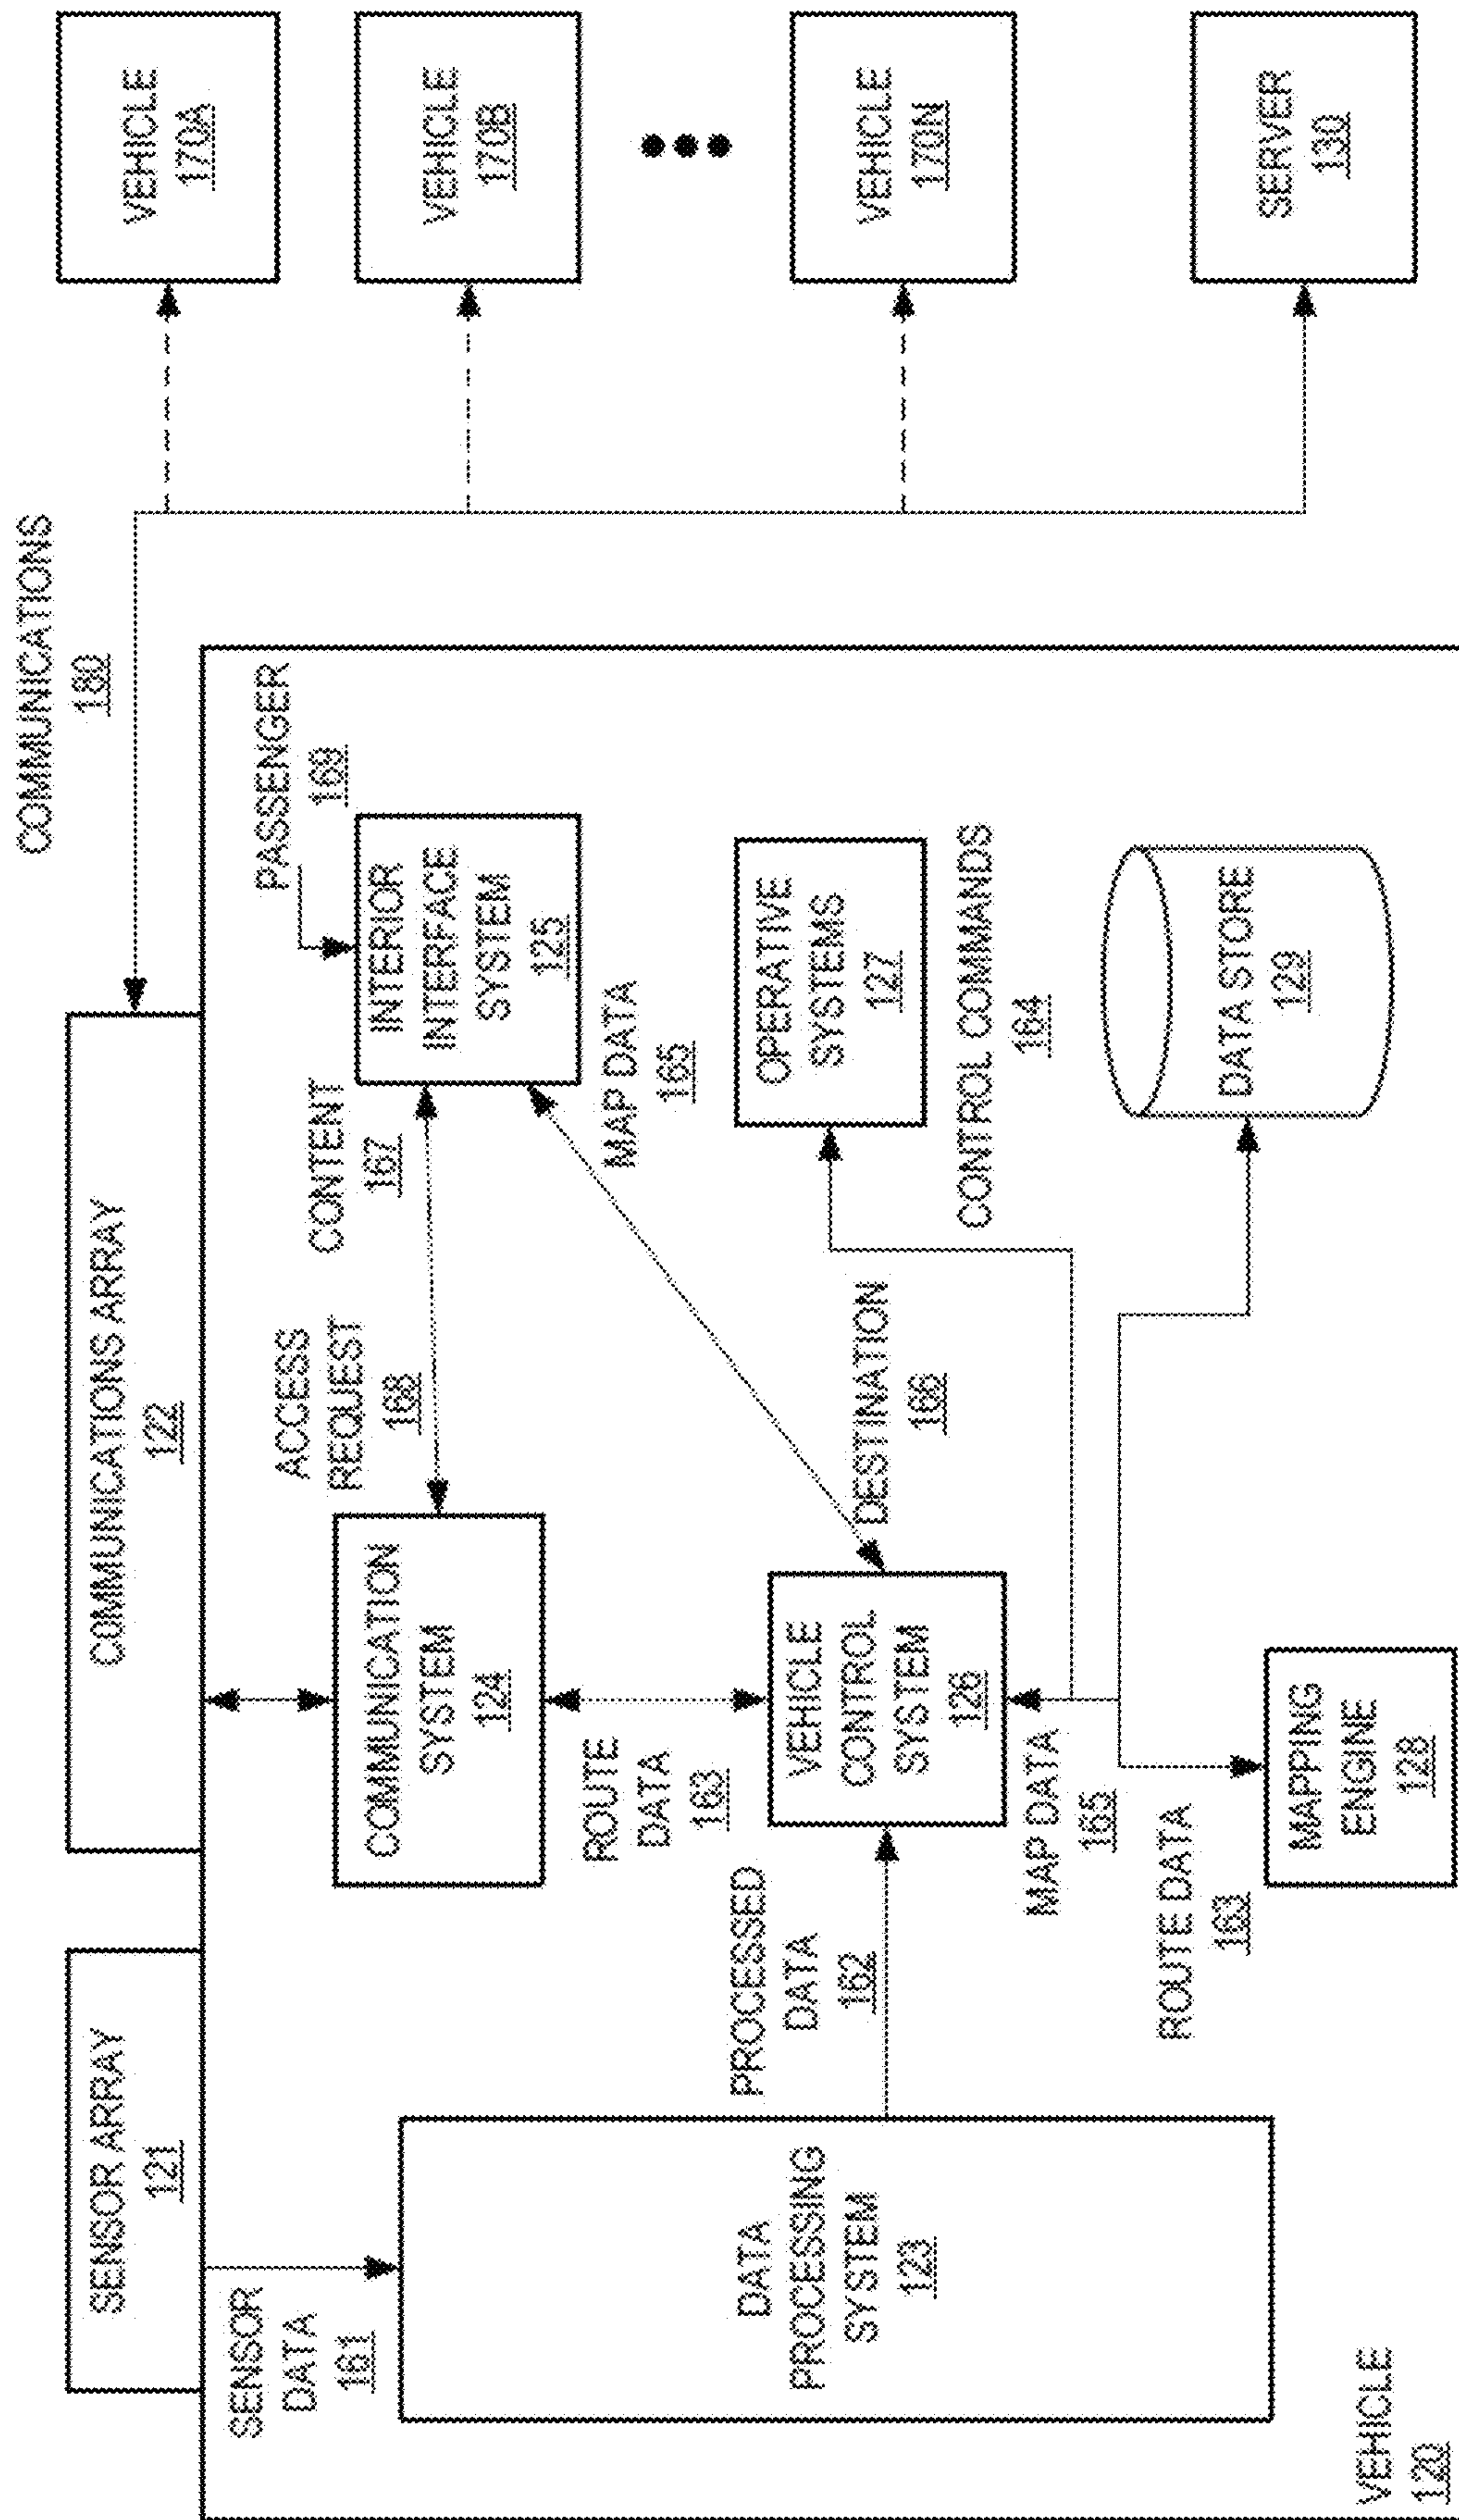 COMMUNICATIONS
180
SENSOR ARRAY
121
COMMUNICATIONS ARRAY
122
VEHICLE
170A
SENSOR
DATA
161
ACCESS
REQUEST
168
CONTENT
167
PASSENGER
169
COMMUNICATION
SYSTEM
124
INTERIOR
INTERFACE
SYSTEM
125
VEHICLE
170B
ROUTE
DATA
163
MAP DATA
165
DATA
PROCESSING
SYSTEM
123
PROCESSED
DATA
162
VEHICLE
CONTROL
SYSTEM
126
DESTINATION
166
OPERATIVE
SYSTEMS
127
VEHICLE
170N
CONTROL COMMANDS
164
MAP DATA
165
ROUTE DATA
163
DATA STORE
129
SERVER
130
MAPPING
ENGINE
128
VEHICLE
120